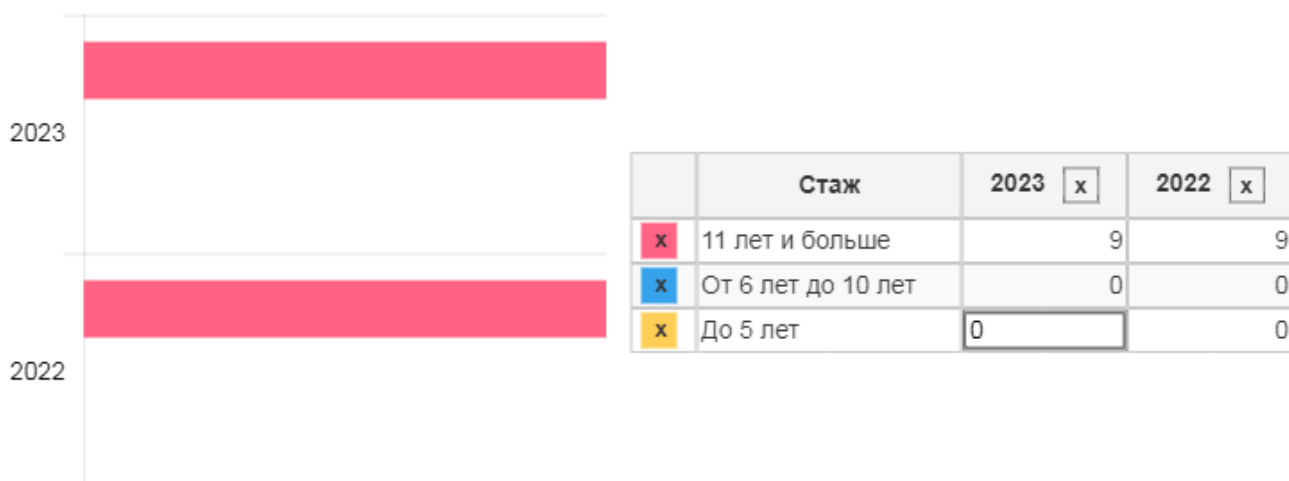 2023
2022
Стаж 2023 x 2022 x
x 11 лет и больше 9 9
x От 6 лет до 10 лет 0 0
x До 5 лет 0 0